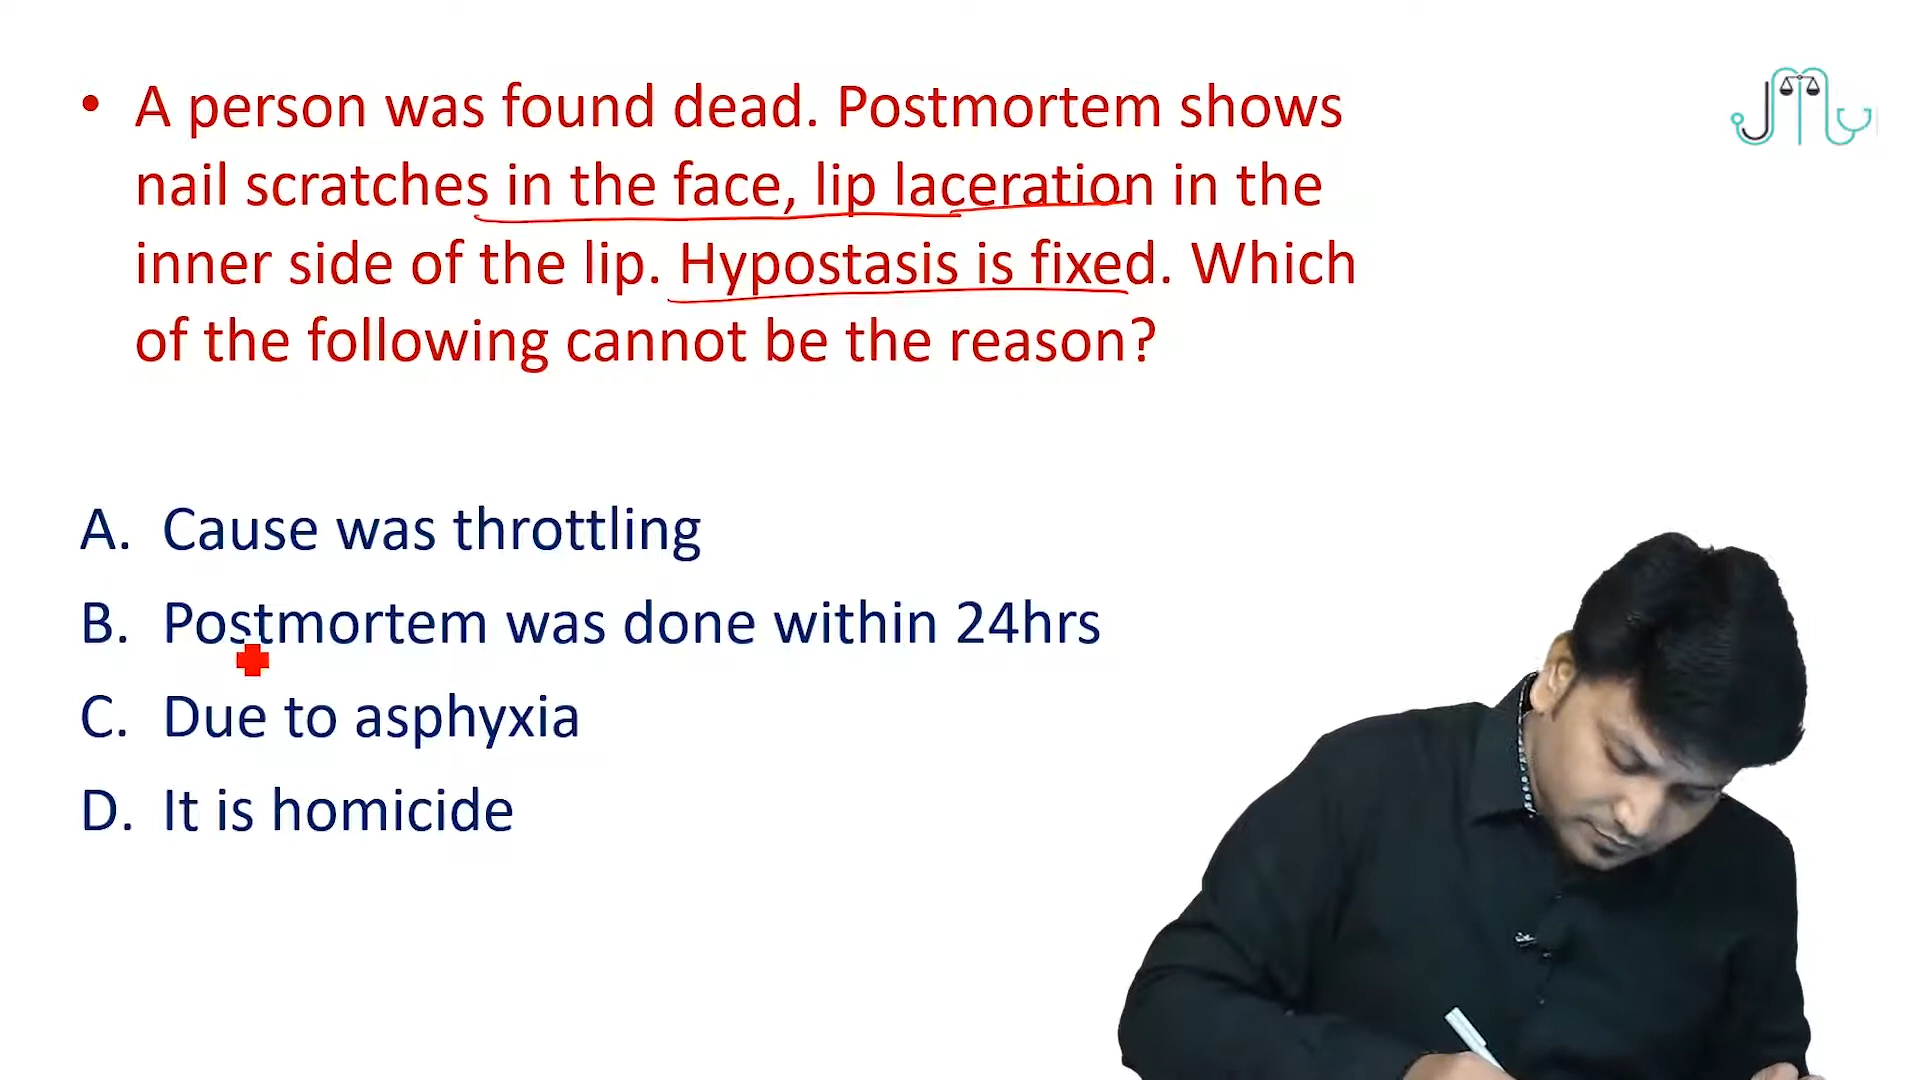 • A person was found dead. Postmortem shows
nail scratches in the face, lip laceration in the
inner side of the lip. Hypostasis is fixed. Which
of the following cannot be the reason?
A. Cause was throttling
B. Postmortem was done within 24hrs
C. Due to asphyxia
D. It is homicide